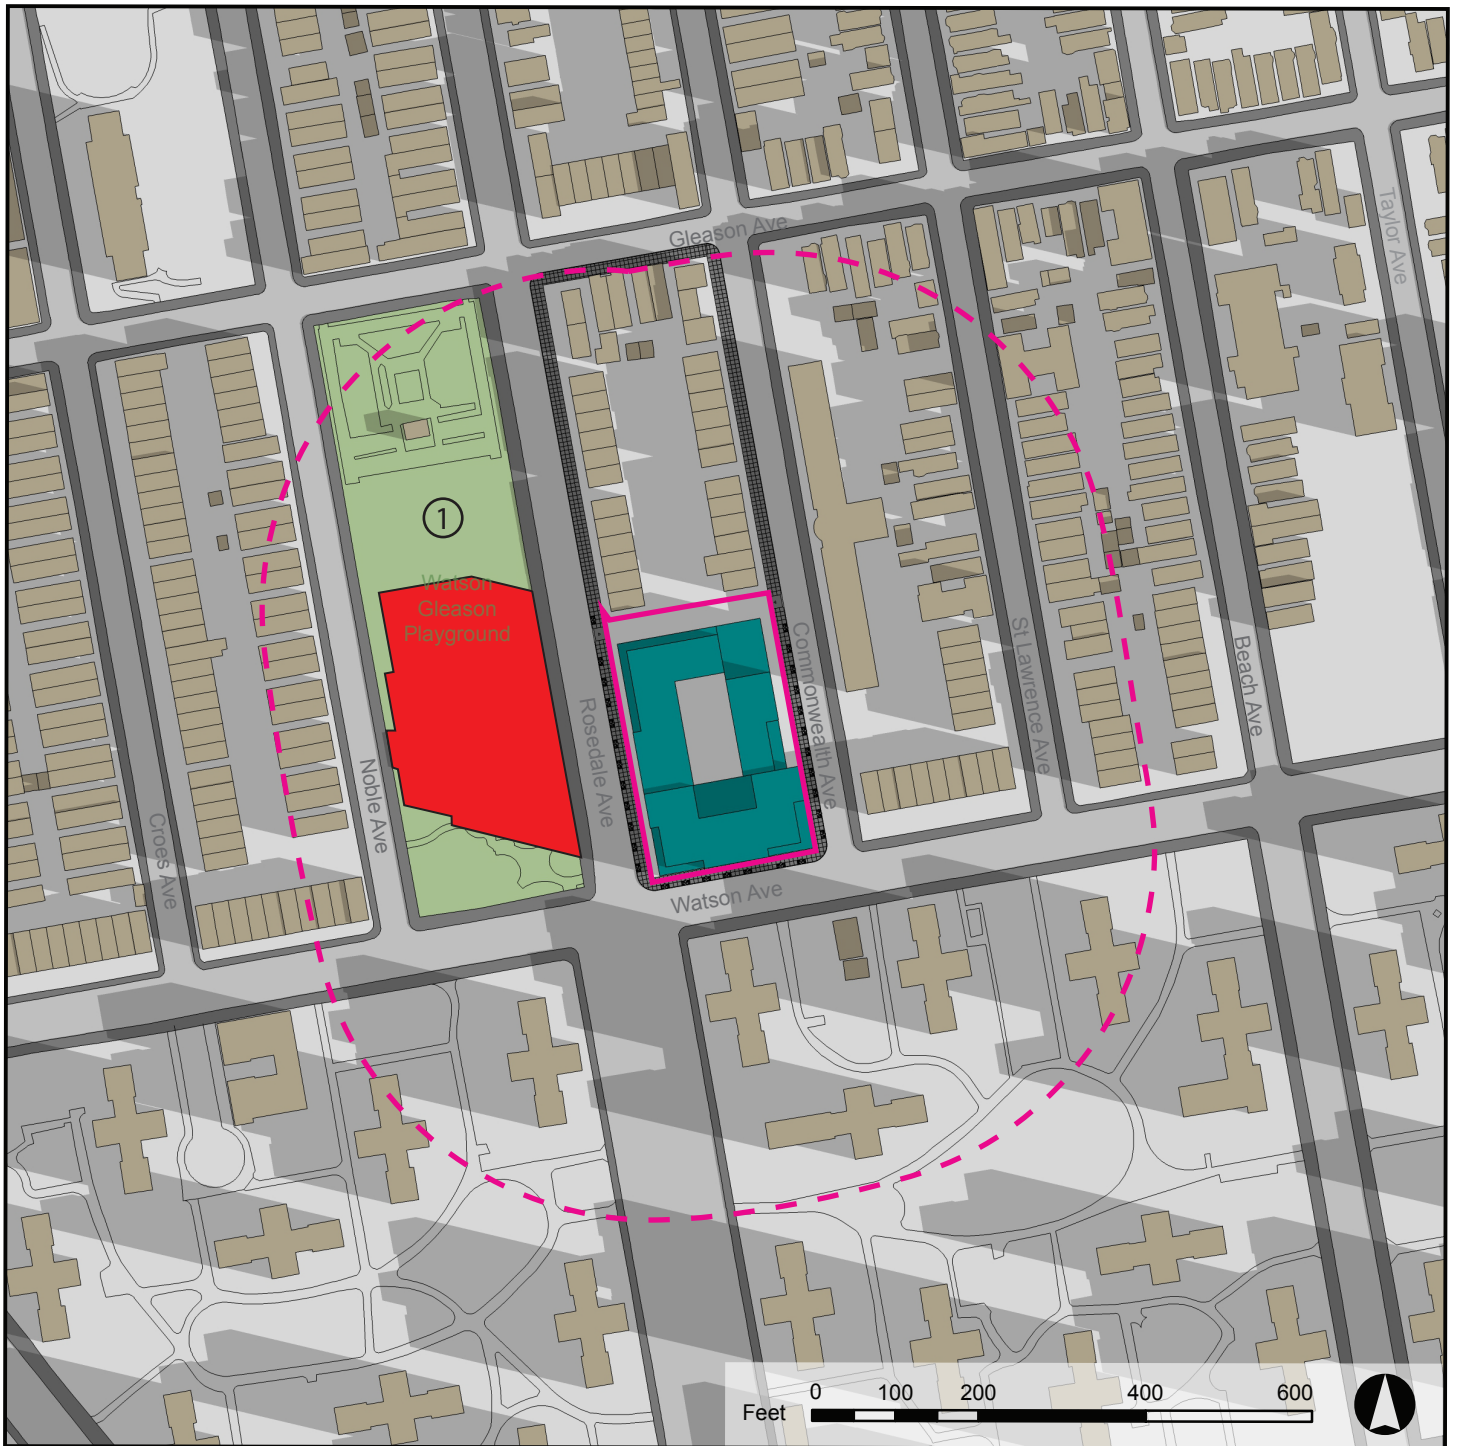 Gleason Ave
Taylor Ave
1
Watson
Gleason
Playground
Commonwealth Ave
St Lawrence Ave
Beach Ave
Rosedale Ave
Noble Ave
Croes Ave
Watson Ave
0 100 200 400 600
Feet